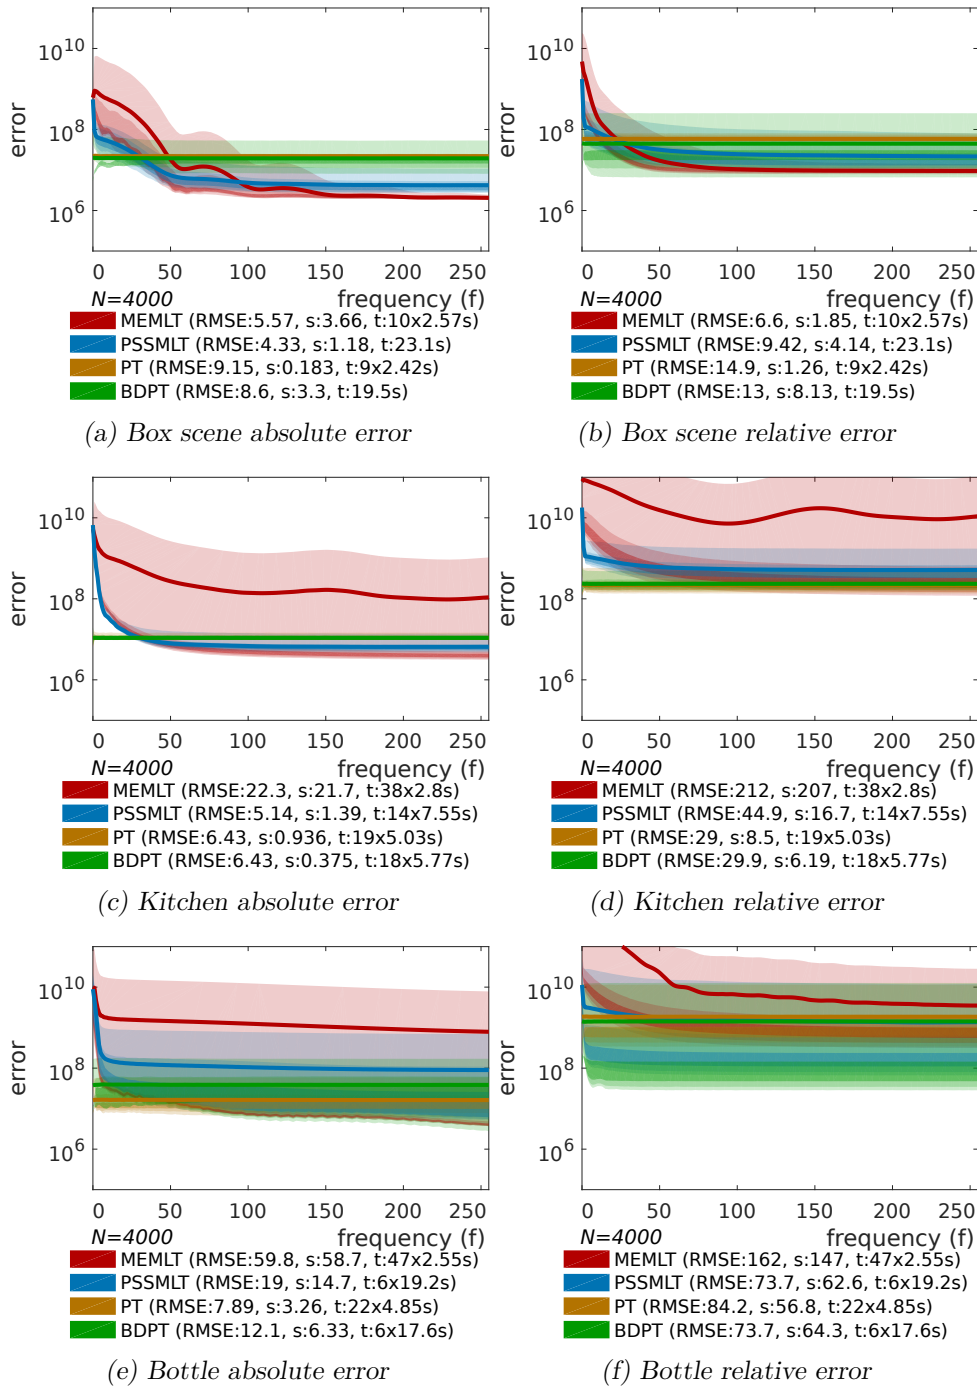 10^10
10^8
10^6
error
0 50 100 150 200 250
N=4000 frequency (f)
MEMLT (RMSE:5.57, s:3.66, t:10x2.57s)
PSSMLT (RMSE:4.33, s:1.18, t:23.1s)
PT (RMSE:9.15, s:0.183, t:9x2.42s)
BDPT (RMSE:8.6, s:3.3, t:19.5s)
(a) Box scene absolute error
10^10
10^8
10^6
error
0 50 100 150 200 250
N=4000 frequency (f)
MEMLT (RMSE:6.6, s:1.85, t:10x2.57s)
PSSMLT (RMSE:9.42, s:4.14, t:23.1s)
PT (RMSE:14.9, s:1.26, t:9x2.42s)
BDPT (RMSE:13, s:8.13, t:19.5s)
(b) Box scene relative error
10^10
10^8
10^6
error
0 50 100 150 200 250
N=4000 frequency (f)
MEMLT (RMSE:22.3, s:21.7, t:38x2.8s)
PSSMLT (RMSE:5.14, s:1.39, t:14x7.55s)
PT (RMSE:6.43, s:0.936, t:19x5.03s)
BDPT (RMSE:6.43, s:0.375, t:18x5.77s)
(c) Kitchen absolute error
10^10
10^8
10^6
error
0 50 100 150 200 250
N=4000 frequency (f)
MEMLT (RMSE:212, s:207, t:38x2.8s)
PSSMLT (RMSE:44.9, s:16.7, t:14x7.55s)
PT (RMSE:29, s:8.5, t:19x5.03s)
BDPT (RMSE:29.9, s:6.19, t:18x5.77s)
(d) Kitchen relative error
10^10
10^8
10^6
error
0 50 100 150 200 250
N=4000 frequency (f)
MEMLT (RMSE:59.8, s:58.7, t:47x2.55s)
PSSMLT (RMSE:19, s:14.7, t:6x19.2s)
PT (RMSE:7.89, s:3.26, t:22x4.85s)
BDPT (RMSE:12.1, s:6.33, t:6x17.6s)
(e) Bottle absolute error
10^10
10^8
10^6
error
0 50 100 150 200 250
N=4000 frequency (f)
MEMLT (RMSE:162, s:147, t:47x2.55s)
PSSMLT (RMSE:73.7, s:62.6, t:6x19.2s)
PT (RMSE:84.2, s:56.8, t:22x4.85s)
BDPT (RMSE:73.7, s:64.3, t:6x17.6s)
(f) Bottle relative error